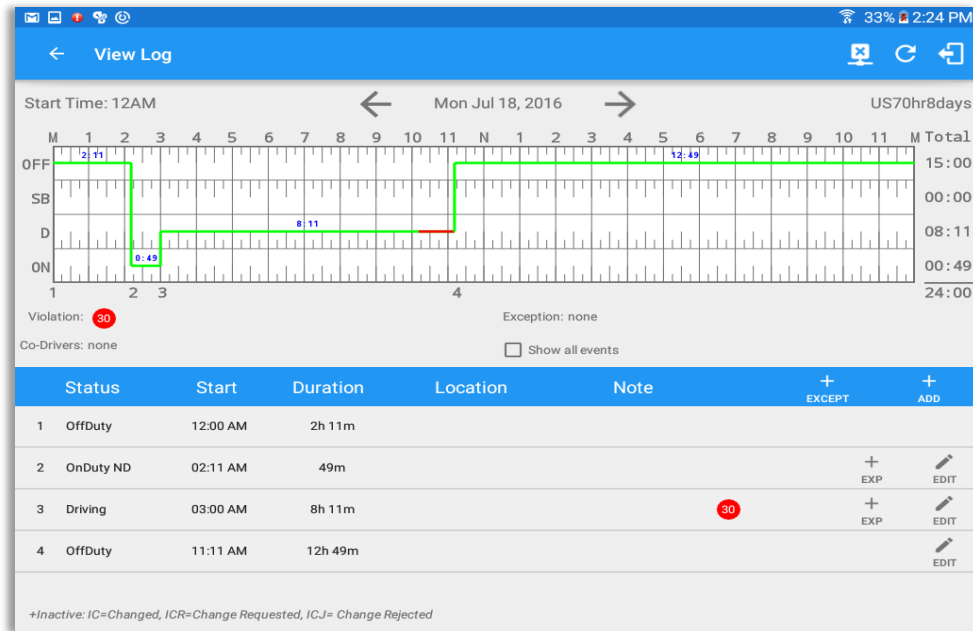 33% 2:24 PM
View Log
Start Time: 12AM Mon Jul 18, 2016 US70hr8days
M 1 2 3 4 5 6 7 8 9 10 11 N 1 2 3 4 5 6 7 8 9 10 11 M Total
2:11 12:49
OFF 15:00
SB 00:00
8:11
D 08:11
0:49
ON 00:49
1 2 3 4 24:00
Violation: 30 Exception: none
Co-Drivers: none Show all events
Status Start Duration Location Note + EXCEPT + ADD
1 OffDuty 12:00 AM 2h 11m
2 OnDuty ND 02:11 AM 49m + EXP EDIT
3 Driving 03:00 AM 8h 11m 30 + EXP EDIT
4 OffDuty 11:11 AM 12h 49m EDIT
+Inactive: IC=Changed, ICR=Change Requested, ICJ= Change Rejected